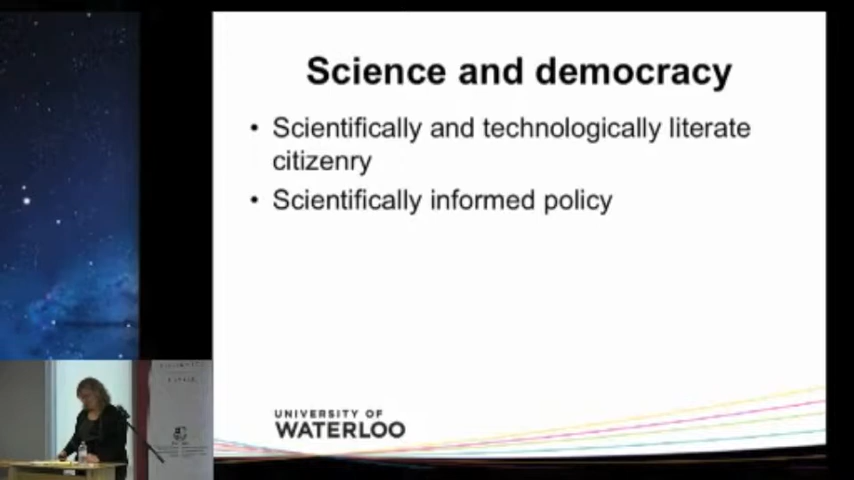 Science and democracy
• Scientifically and technologically literate
citizenry
• Scientifically informed policy
UNIVERSITY OF
WATERLOO